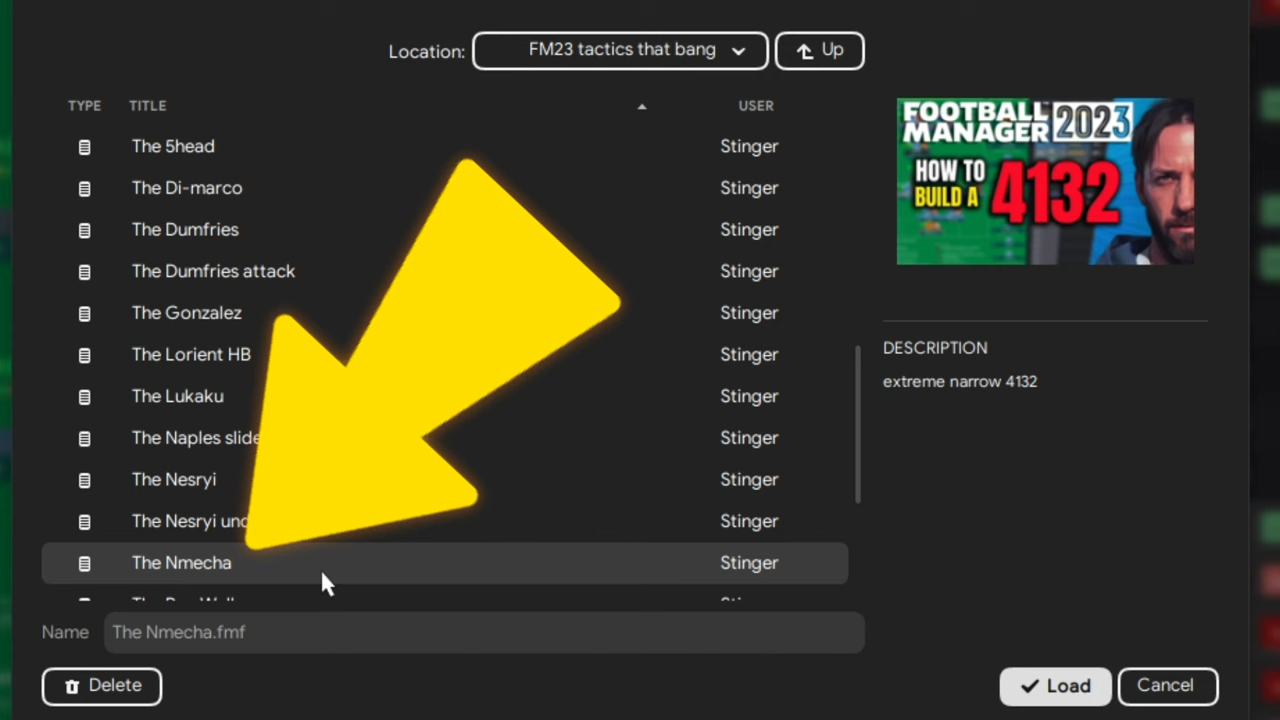 Location: FM23 tactics that bang Up
TYPE TITLE USER
The 5head Stinger
The Di-marco Stinger
The Dumfries Stinger
The Dumfries attack Stinger
The Gonzalez Stinger
The Lorient HB Stinger
The Lukaku Stinger
The Naples slide Stinger
The Nesryi Stinger
The Nesryi Stinger
The Nmecha Stinger
Name The Nmecha.fmf
Delete
FOOTBALL
MANAGER 2023
HOW TO
BUILD A 4132
DESCRIPTION
extreme narrow 4132
Load Cancel